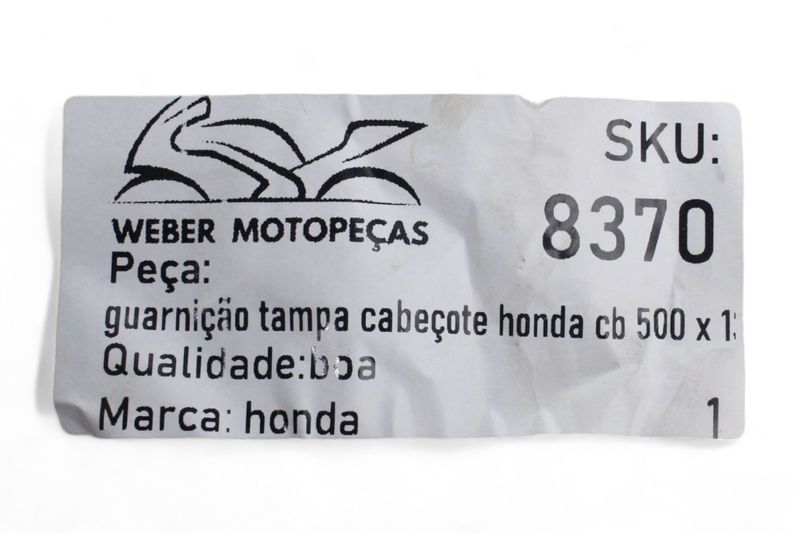 WEBER MOTOPEÇAS
SKU:
8370
Peça:
guarnição tampa cabeçote honda cb 500 x
Qualidade:boa
Marca: honda
1